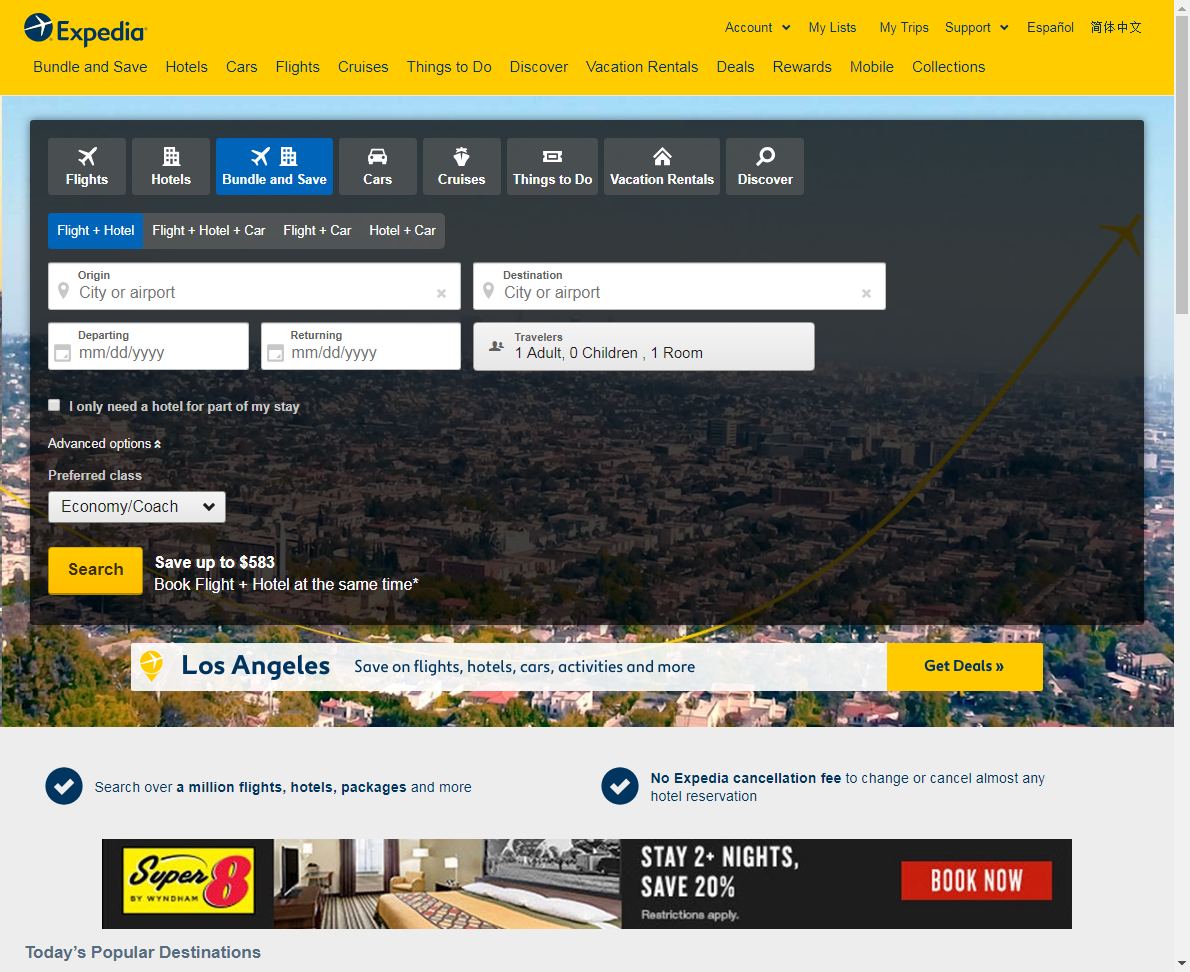 Expedia
Account My Lists My Trips Support Español 简体中文
Bundle and Save Hotels Cars Flights Cruises Things to Do Discover Vacation Rentals Deals Rewards Mobile Collections
Flights Hotels Bundle and Save Cars Cruises Things to Do Vacation Rentals Discover
Flight + Hotel Flight + Hotel + Car Flight + Car Hotel + Car
Origin
City or airport
Destination
City or airport
Departing
mm/dd/yyyy
Returning
mm/dd/yyyy
Travelers
1 Adult, 0 Children , 1 Room
I only need a hotel for part of my stay
Advanced options
Preferred class
Economy/Coach
Search
Save up to $583
Book Flight + Hotel at the same time*
Los Angeles Save on flights, hotels, cars, activities and more Get Deals »
Search over a million flights, hotels, packages and more
No Expedia cancellation fee to change or cancel almost any
hotel reservation
Super 8
BY WYNDHAM
STAY 2+ NIGHTS,
SAVE 20%
Restrictions apply.
BOOK NOW
Today’s Popular Destinations